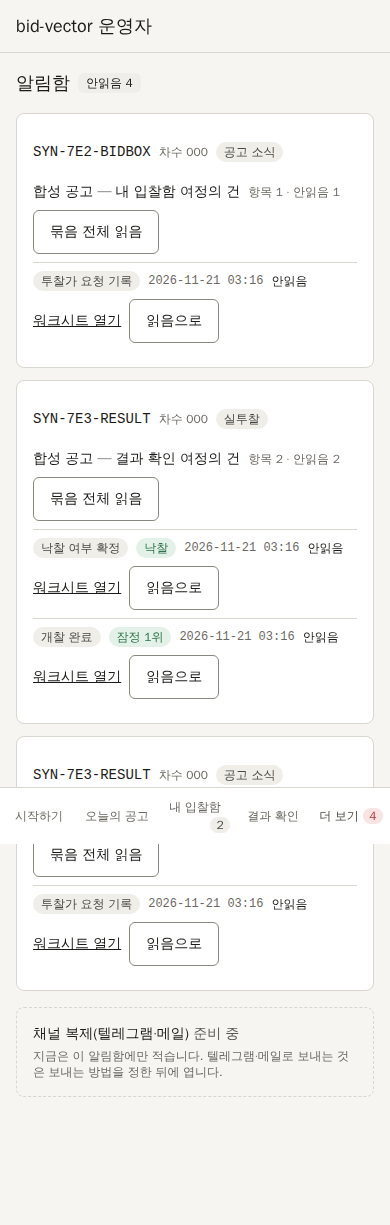 bid-vector 운영자
알림함 안읽음 4
SYN-7E2-BIDBOX 차수 000 공고 소식
합성 공고 — 내 입찰함 여정의 건 항목 1 · 안읽음 1
묶음 전체 읽음
투찰가 요청 기록 2026-11-21 03:16 안읽음
워크시트 열기 읽음으로
SYN-7E3-RESULT 차수 000 실투찰
합성 공고 — 결과 확인 여정의 건 항목 2 · 안읽음 2
묶음 전체 읽음
낙찰 여부 확정 낙찰 2026-11-21 03:16 안읽음
워크시트 열기 읽음으로
개찰 완료 잠정 1위 2026-11-21 03:16 안읽음
워크시트 열기 읽음으로
SYN-7E3-RESULT 차수 000 공고 소식
시작하기 오늘의 공고 내 입찰함 2 결과 확인 더 보기 4
묶음 전체 읽음
투찰가 요청 기록 2026-11-21 03:16 안읽음
워크시트 열기 읽음으로
채널 복제(텔레그램·메일) 준비 중
지금은 이 알림함에만 적습니다. 텔레그램·메일로 보내는 것
은 보내는 방법을 정한 뒤에 엽니다.